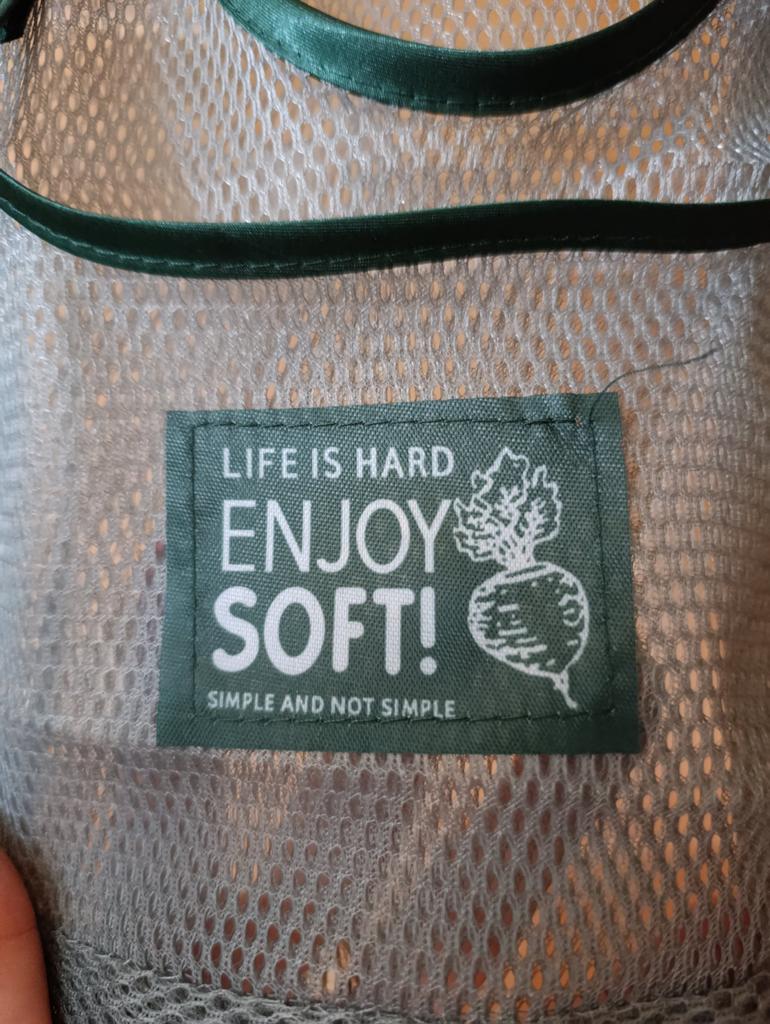 LIFE IS HARD
ENJOY
SOFT!
SIMPLE AND NOT SIMPLE